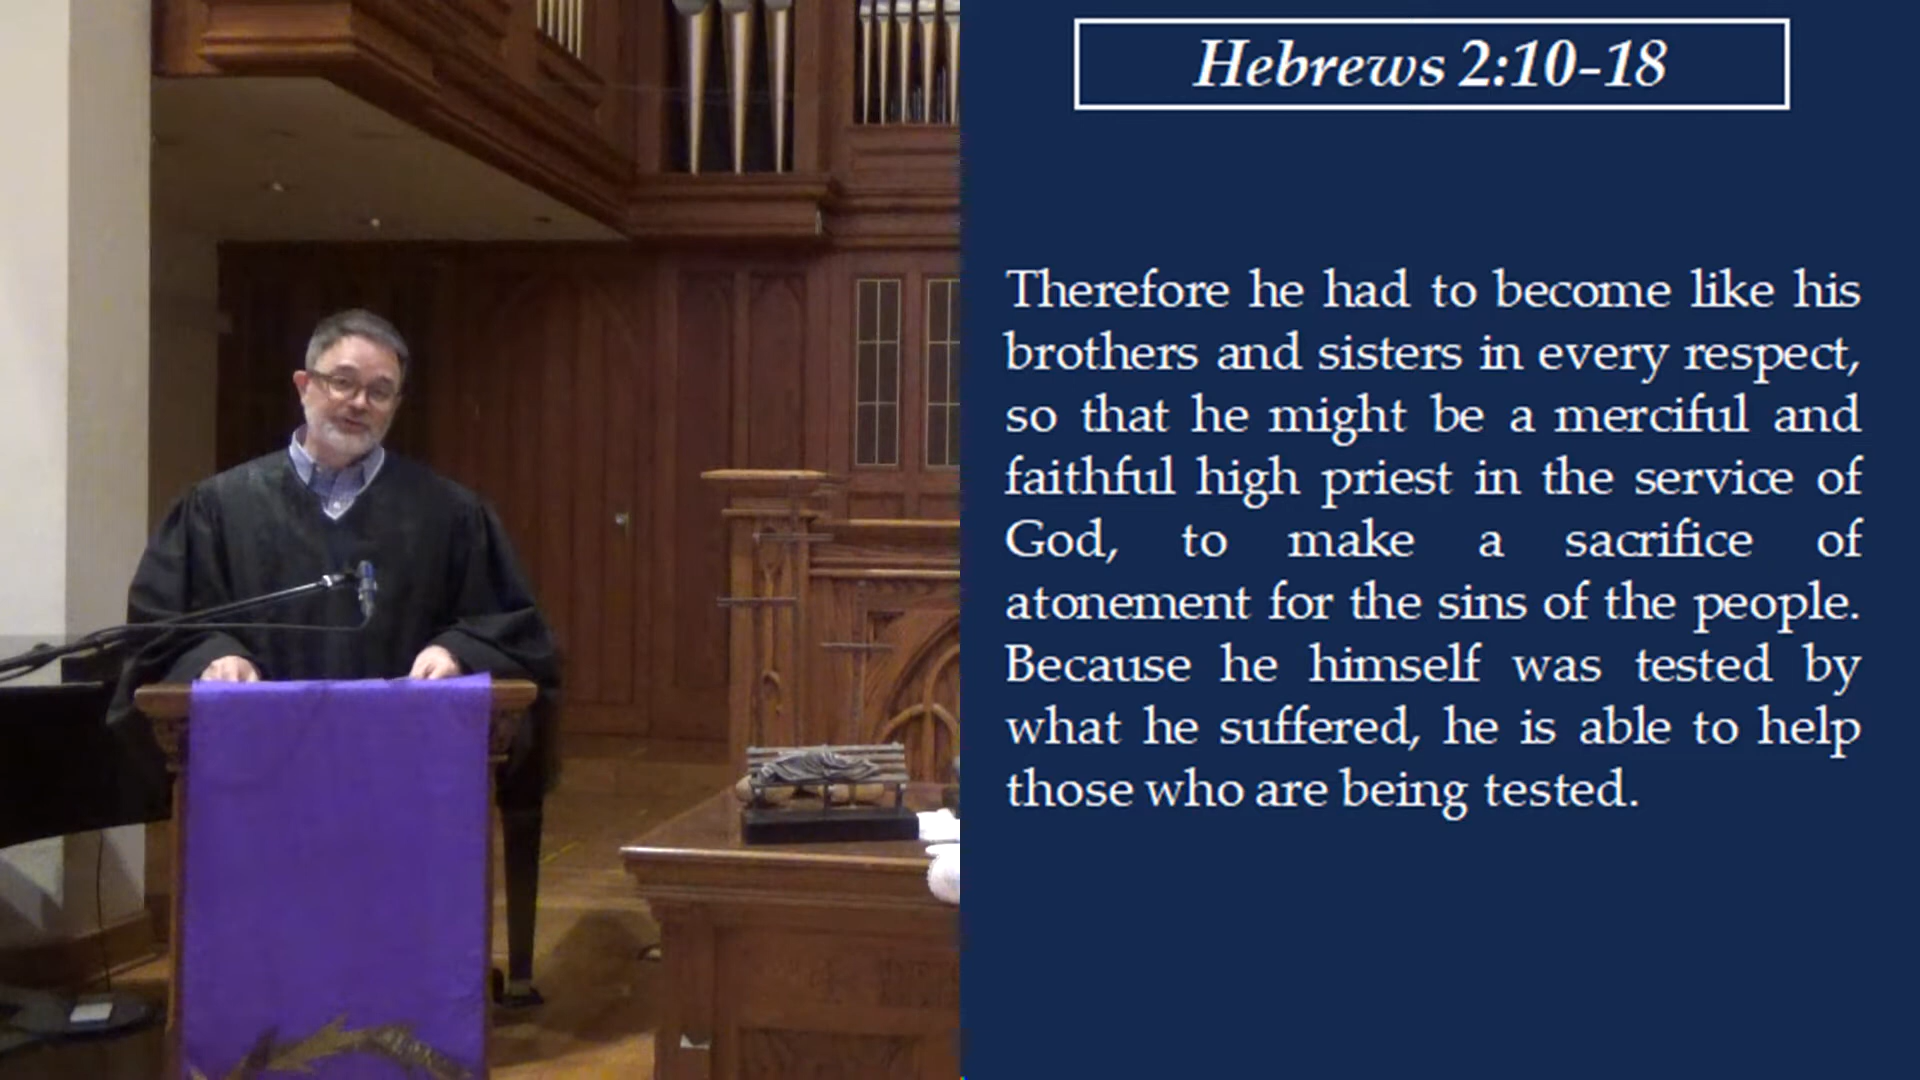 Hebrews 2:10-18
Therefore he had to become like his
brothers and sisters in every respect,
so that he might be a merciful and
faithful high priest in the service of
God, to make a sacrifice of
atonement for the sins of the people.
Because he himself was tested by
what he suffered, he is able to help
those who are being tested.